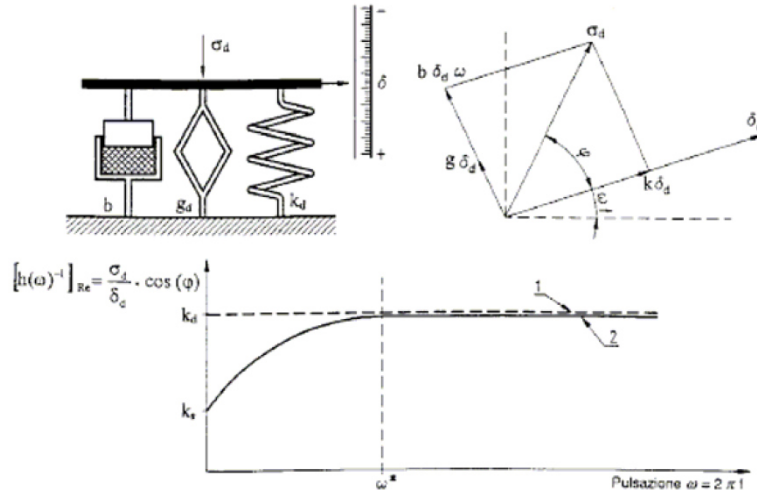 σd
δ
+
b
gd
kd
σd
b δd ω
g δd
φ
k δd
ε
[h(ω)⁻¹]Re = σd/δd · cos (φ)
kd
ks
1
2
ω*
Pulsazione ω = 2 π f